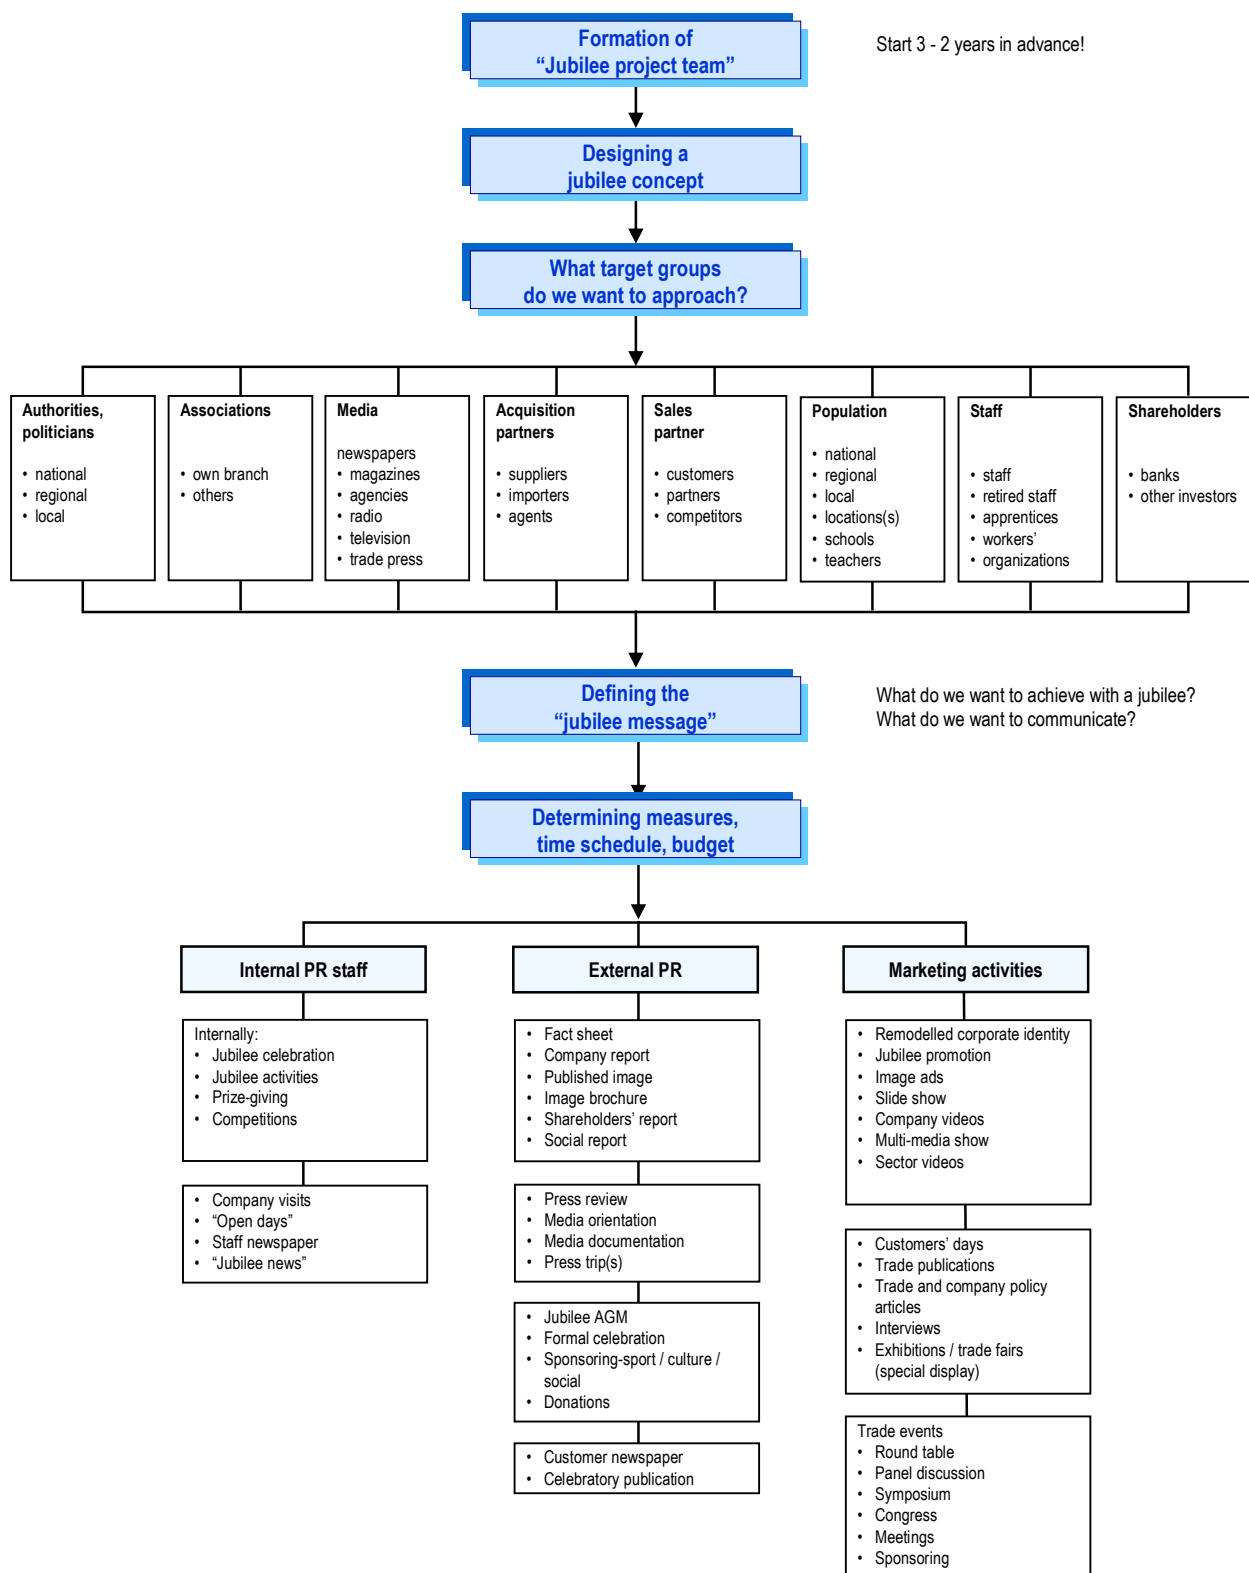 Formation of
“Jubilee project team”
Start 3 - 2 years in advance!
Designing a
jubilee concept
What target groups
do we want to approach?
Authorities,
politicians
• national
• regional
• local
Associations
• own branch
• others
Media
newspapers
• magazines
• agencies
• radio
• television
• trade press
Acquisition
partners
• suppliers
• importers
• agents
Sales
partner
• customers
• partners
• competitors
Population
• national
• regional
• local
• locations(s)
• schools
• teachers
Staff
• staff
• retired staff
• apprentices
• workers’
• organizations
Shareholders
• banks
• other investors
Defining the
“jubilee message”
What do we want to achieve with a jubilee?
What do we want to communicate?
Determining measures,
time schedule, budget
Internal PR staff
Internally:
• Jubilee celebration
• Jubilee activities
• Prize-giving
• Competitions
• Company visits
• “Open days”
• Staff newspaper
• “Jubilee news”
External PR
• Fact sheet
• Company report
• Published image
• Image brochure
• Shareholders’ report
• Social report
• Press review
• Media orientation
• Media documentation
• Press trip(s)
• Jubilee AGM
• Formal celebration
• Sponsoring-sport / culture /
social
• Donations
• Customer newspaper
• Celebratory publication
Marketing activities
• Remodelled corporate identity
• Jubilee promotion
• Image ads
• Slide show
• Company videos
• Multi-media show
• Sector videos
• Customers’ days
• Trade publications
• Trade and company policy
articles
• Interviews
• Exhibitions / trade fairs
(special display)
Trade events
• Round table
• Panel discussion
• Symposium
• Congress
• Meetings
• Sponsoring